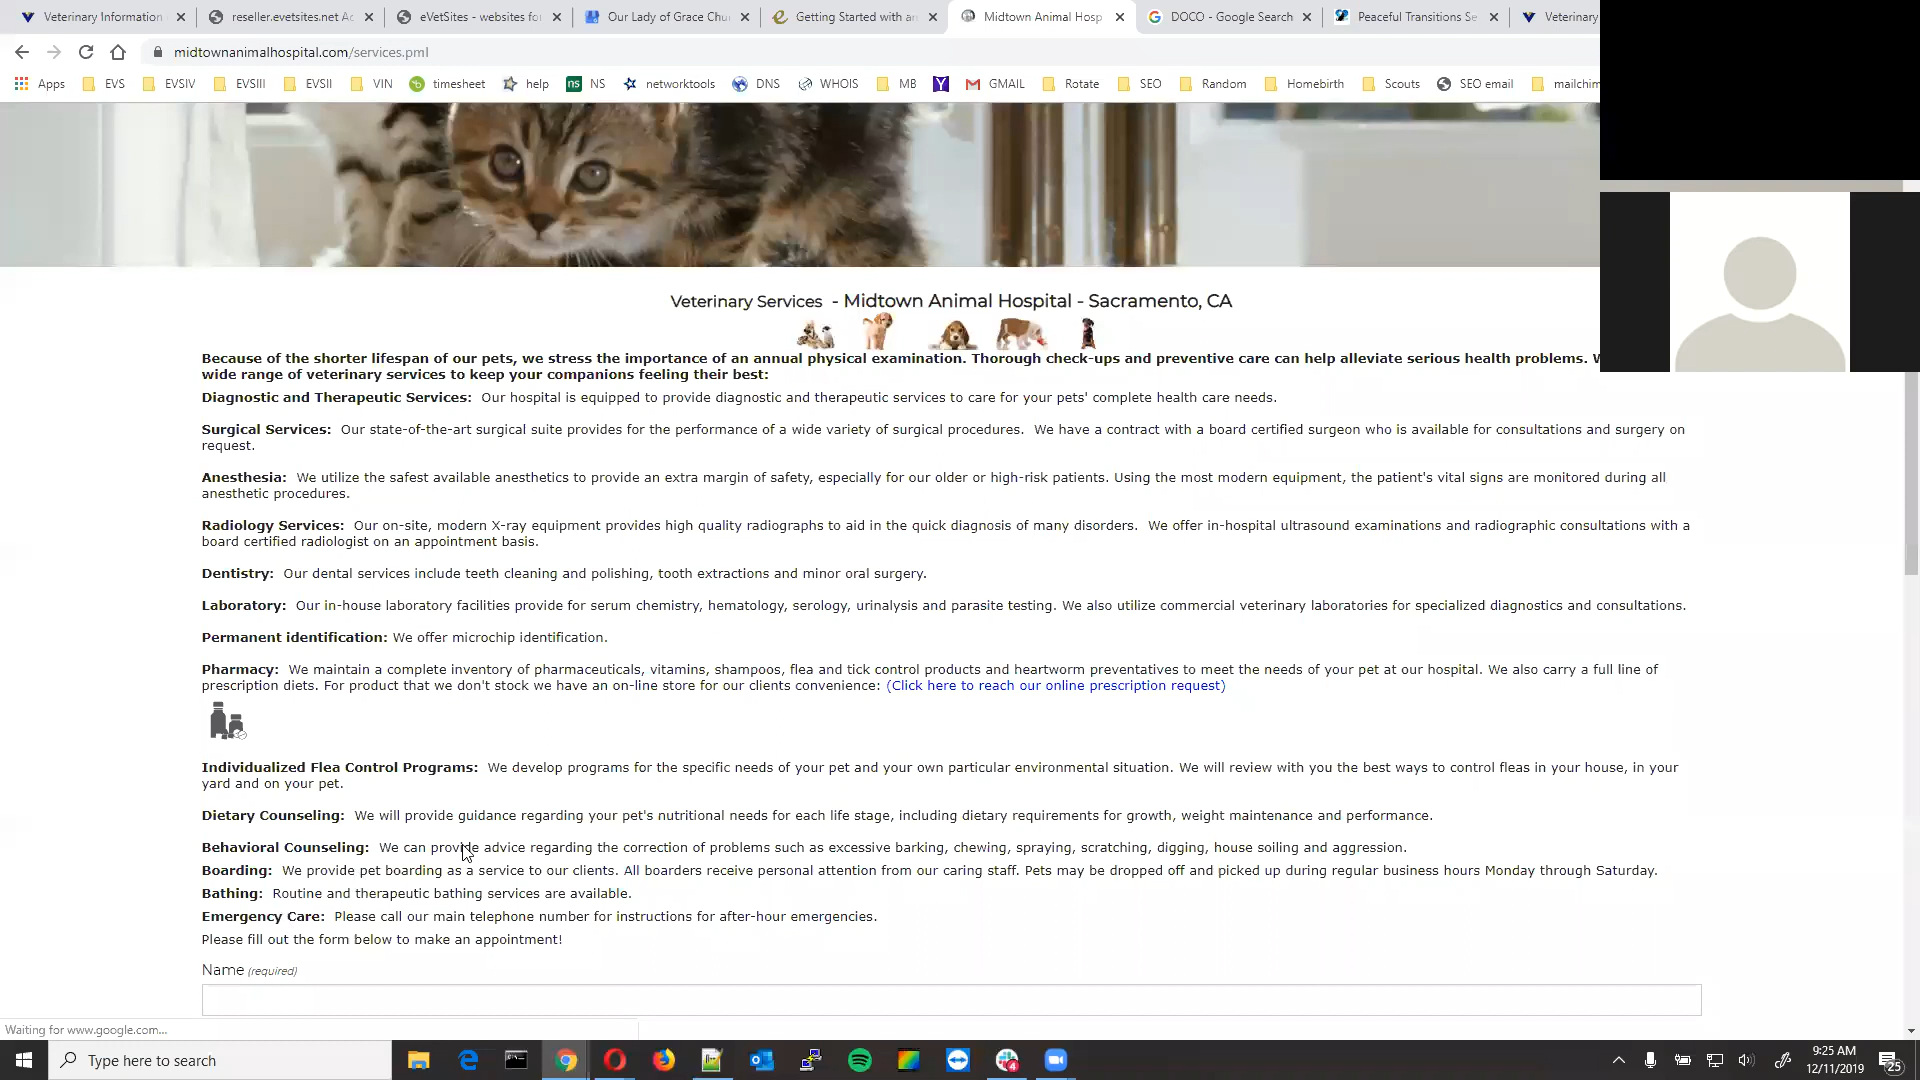 Veterinary Information
reseller.evetsites.net Ac
eVetSites - websites fo
Our Lady of Grace Chu
Getting Started with an
Midtown Animal Hosp
DOCO - Google Search
Peaceful Transitions Se
Veterinary
midtownanimalhospital.com/services.pml
Apps EVS EVSIV EVSIII EVSII VIN timesheet help NS networktools DNS WHOIS MB GMAIL Rotate SEO Random Homebirth Scouts SEO email mailchim
Veterinary Services - Midtown Animal Hospital - Sacramento, CA
Because of the shorter lifespan of our pets, we stress the importance of an annual physical examination. Thorough check-ups and preventive care can help alleviate serious health problems.
wide range of veterinary services to keep your companions feeling their best:
Diagnostic and Therapeutic Services: Our hospital is equipped to provide diagnostic and therapeutic services to care for your pets' complete health care needs.
Surgical Services: Our state-of-the-art surgical suite provides for the performance of a wide variety of surgical procedures. We have a contract with a board certified surgeon who is available for consultations and surgery on
request.
Anesthesia: We utilize the safest available anesthetics to provide an extra margin of safety, especially for our older or high-risk patients. Using the most modern equipment, the patient's vital signs are monitored during all
anesthetic procedures.
Radiology Services: Our on-site, modern X-ray equipment provides high quality radiographs to aid in the quick diagnosis of many disorders. We offer in-hospital ultrasound examinations and radiographic consultations with a
board certified radiologist on an appointment basis.
Dentistry: Our dental services include teeth cleaning and polishing, tooth extractions and minor oral surgery.
Laboratory: Our in-house laboratory facilities provide for serum chemistry, hematology, serology, urinalysis and parasite testing. We also utilize commercial veterinary laboratories for specialized diagnostics and consultations.
Permanent identification: We offer microchip identification.
Pharmacy: We maintain a complete inventory of pharmaceuticals, vitamins, shampoos, flea and tick control products and heartworm preventatives to meet the needs of your pet at our hospital. We also carry a full line of
prescription diets. For product that we don't stock we have an on-line store for our clients convenience: (Click here to reach our online prescription request)
Individualized Flea Control Programs: We develop programs for the specific needs of your pet and your own particular environmental situation. We will review with you the best ways to control fleas in your house, in your
yard and on your pet.
Dietary Counseling: We will provide guidance regarding your pet's nutritional needs for each life stage, including dietary requirements for growth, weight maintenance and performance.
Behavioral Counseling: We can provide advice regarding the correction of problems such as excessive barking, chewing, spraying, scratching, digging, house soiling and aggression.
Boarding: We provide pet boarding as a service to our clients. All boarders receive personal attention from our caring staff. Pets may be dropped off and picked up during regular business hours Monday through Saturday.
Bathing: Routine and therapeutic bathing services are available.
Emergency Care: Please call our main telephone number for instructions for after-hour emergencies.
Please fill out the form below to make an appointment!
Name (required)
Waiting for www.google.com...
Type here to search
4
9:25 AM
12/11/2019
25